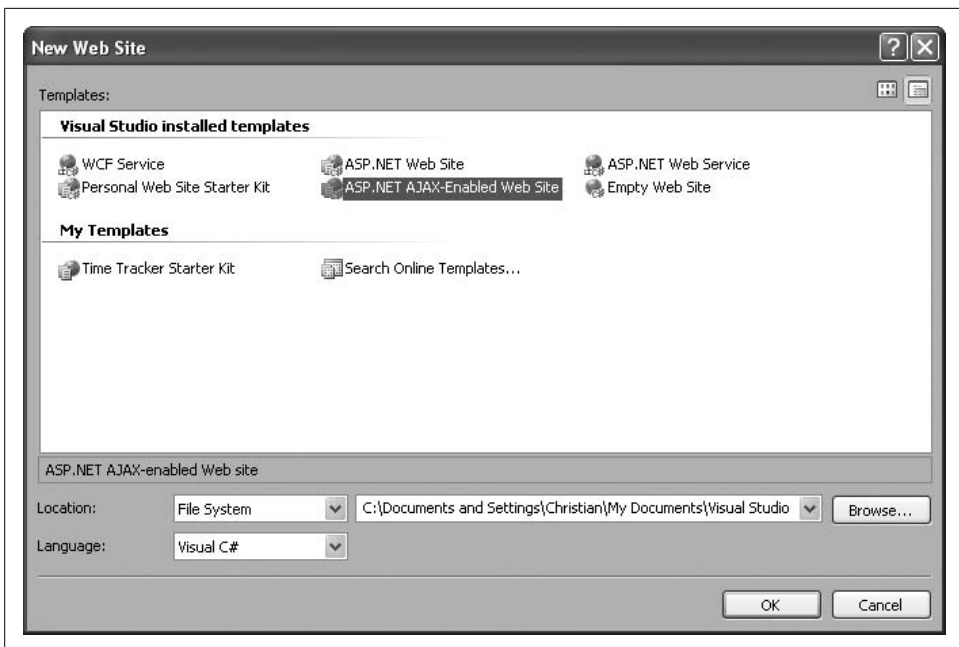 New Web Site
Templates:
Visual Studio installed templates
WCF Service
ASP.NET Web Site
ASP.NET Web Service
Personal Web Site Starter Kit
ASP.NET AJAX-Enabled Web Site
Empty Web Site
My Templates
Time Tracker Starter Kit
Search Online Templates...
ASP.NET AJAX-enabled Web site
Location:
File System
C:\Documents and Settings\Christian\My Documents\Visual Studio
Browse...
Language:
Visual C#
OK
Cancel